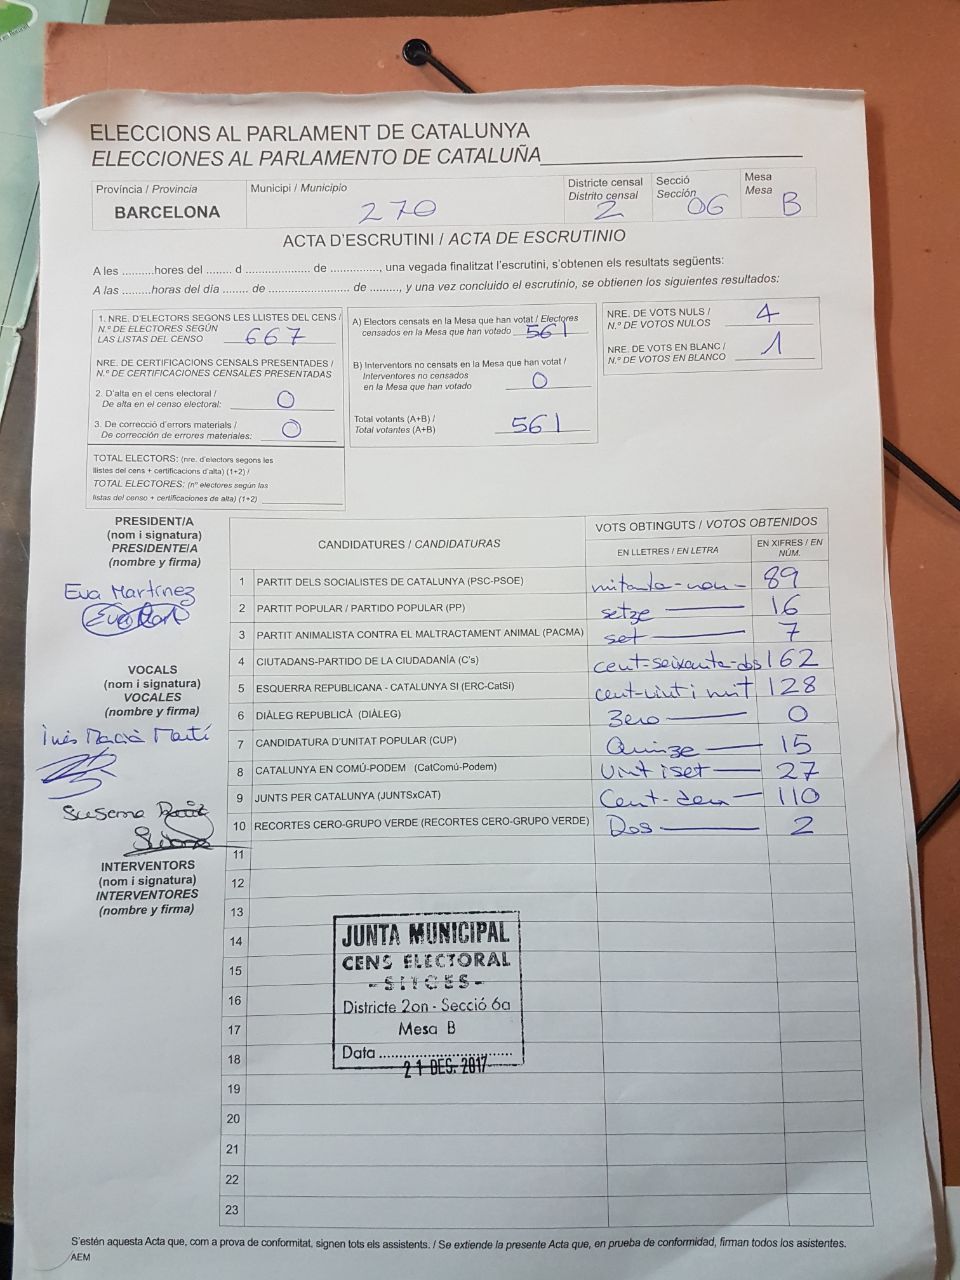 ELECCIONS AL PARLAMENT DE CATALUNYA
ELECCIONES AL PARLAMENTO DE CATALUÑA
Província / Provincia
BARCELONA
Municipi / Municipio
270
Districte censal
Distrito censal
2
Secció
Sección
06
Mesa
Mesa
B
ACTA D'ESCRUTINI / ACTA DE ESCRUTINIO
A les ..........hores del ........ d .................... de ..............., una vegada finalitzat l'escrutini, s'obtenen els resultats següents:
A las .........horas del día ........ de ......................... de ........., y una vez concluido el escrutinio, se obtienen los siguientes resultados:
1. NRE. D'ELECTORS SEGONS LES LLISTES DEL CENS /
N.º DE ELECTORES SEGÚN
LAS LISTAS DEL CENSO 667
NRE. DE CERTIFICACIONS CENSALS PRESENTADES /
N.º DE CERTIFICACIONES CENSALES PRESENTADAS
2. D'alta en el cens electoral /
De alta en el censo electoral: 0
3. De correcció d'errors materials /
De corrección de errores materiales: 0
TOTAL ELECTORS: (nre. d'electors segons les
llistes del cens + certificacions d'alta) (1+2) /
TOTAL ELECTORES: (nº electores según las
listas del censo + certificaciones de alta) (1+2)
A) Electors censats en la Mesa que han votat / Electores
censados en la Mesa que han votado 561
B) Interventors no censats en la Mesa que han votat /
Interventores no censados
en la Mesa que han votado 0
Total votants (A+B) /
Total votantes (A+B) 561
NRE. DE VOTS NULS /
N.º DE VOTOS NULOS 4
NRE. DE VOTS EN BLANC /
N.º DE VOTOS EN BLANCO 1
PRESIDENT/A
(nom i signatura)
PRESIDENTE/A
(nombre y firma)
Eva Martínez
VOCALS
(nom i signatura)
VOCALES
(nombre y firma)
Inés Macià Martí
Susana
INTERVENTORS
(nom i signatura)
INTERVENTORES
(nombre y firma)
CANDIDATURES / CANDIDATURAS
VOTS OBTINGUTS / VOTOS OBTENIDOS
EN LLETRES / EN LETRA
EN XIFRES / EN NÚM.
1 PARTIT DELS SOCIALISTES DE CATALUNYA (PSC-PSOE) 89
2 PARTIT POPULAR / PARTIDO POPULAR (PP) setze 16
3 PARTIT ANIMALISTA CONTRA EL MALTRACTAMENT ANIMAL (PACMA) set 7
4 CIUTADANS-PARTIDO DE LA CIUDADANÍA (C's) cent-seixanta-dos 162
5 ESQUERRA REPUBLICANA - CATALUNYA SI (ERC-CatSí) cent-vint i vuit 128
6 DIÀLEG REPUBLICÀ (DIÀLEG) Zero 0
7 CANDIDATURA D'UNITAT POPULAR (CUP) Quinze 15
8 CATALUNYA EN COMÚ-PODEM (CatComú-Podem) Vint i set 27
9 JUNTS PER CATALUNYA (JUNTSxCAT) Cent-deu 110
10 RECORTES CERO-GRUPO VERDE (RECORTES CERO-GRUPO VERDE) Dos 2
11
12
13
14
15
16
17
18
19
20
21
22
23
JUNTA MUNICIPAL
CENS ELECTORAL
-SITGES-
Districte 2on - Secció 6a
Mesa B
Data ..............................
21 DES. 2017
S'estén aquesta Acta que, com a prova de conformitat, signen tots els assistents. / Se extiende la presente Acta que, en prueba de conformidad, firman todos los asistentes.
AEM